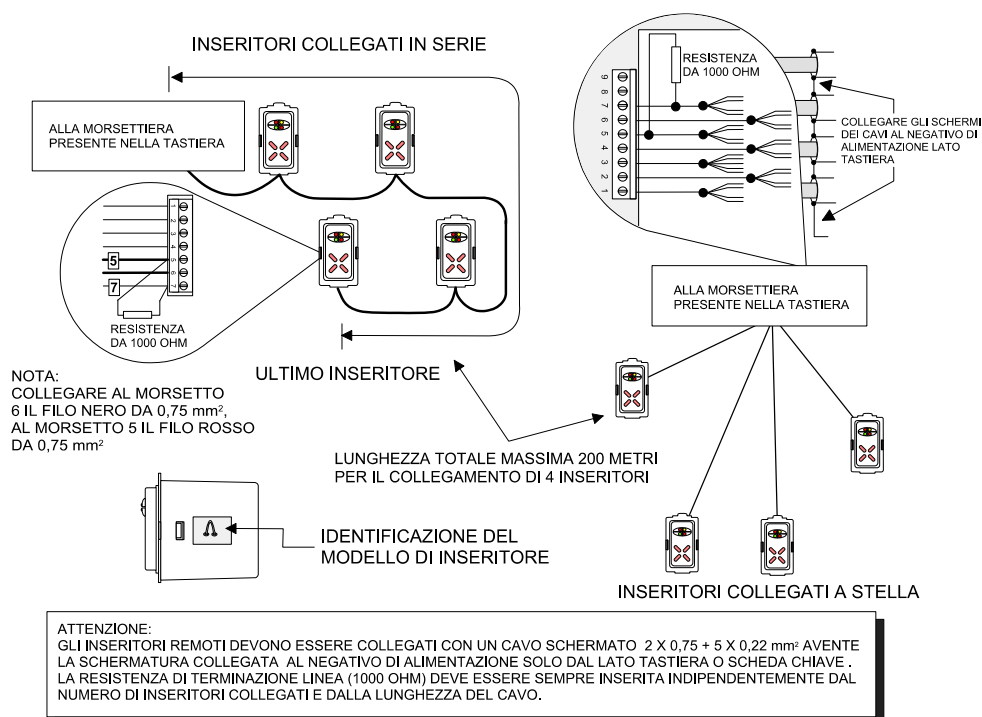 INSERITORI COLLEGATI IN SERIE
ALLA MORSETTIERA
PRESENTE NELLA TASTIERA
1
2
3
4
5
6
7
5
7
RESISTENZA
DA 1000 OHM
NOTA:
COLLEGARE AL MORSETTO
6 IL FILO NERO DA 0,75 mm²,
AL MORSETTO 5 IL FILO ROSSO
DA 0,75 mm²
ULTIMO INSERITORE
LUNGHEZZA TOTALE MASSIMA 200 METRI
PER IL COLLEGAMENTO DI 4 INSERITORI
RESISTENZA
DA 1000 OHM
9
8
7
6
5
4
3
2
1
COLLEGARE GLI SCHERMI
DEI CAVI AL NEGATIVO DI
ALIMENTAZIONE LATO
TASTIERA
ALLA MORSETTIERA
PRESENTE NELLA TASTIERA
INSERITORI COLLEGATI A STELLA
IDENTIFICAZIONE DEL
MODELLO DI INSERITORE
ATTENZIONE:
GLI INSERITORI REMOTI DEVONO ESSERE COLLEGATI CON UN CAVO SCHERMATO 2 X 0,75 + 5 X 0,22 mm² AVENTE
LA SCHERMATURA COLLEGATA AL NEGATIVO DI ALIMENTAZIONE SOLO DAL LATO TASTIERA O SCHEDA CHIAVE .
LA RESISTENZA DI TERMINAZIONE LINEA (1000 OHM) DEVE ESSERE SEMPRE INSERITA INDIPENDENTEMENTE DAL
NUMERO DI INSERITORI COLLEGATI E DALLA LUNGHEZZA DEL CAVO.